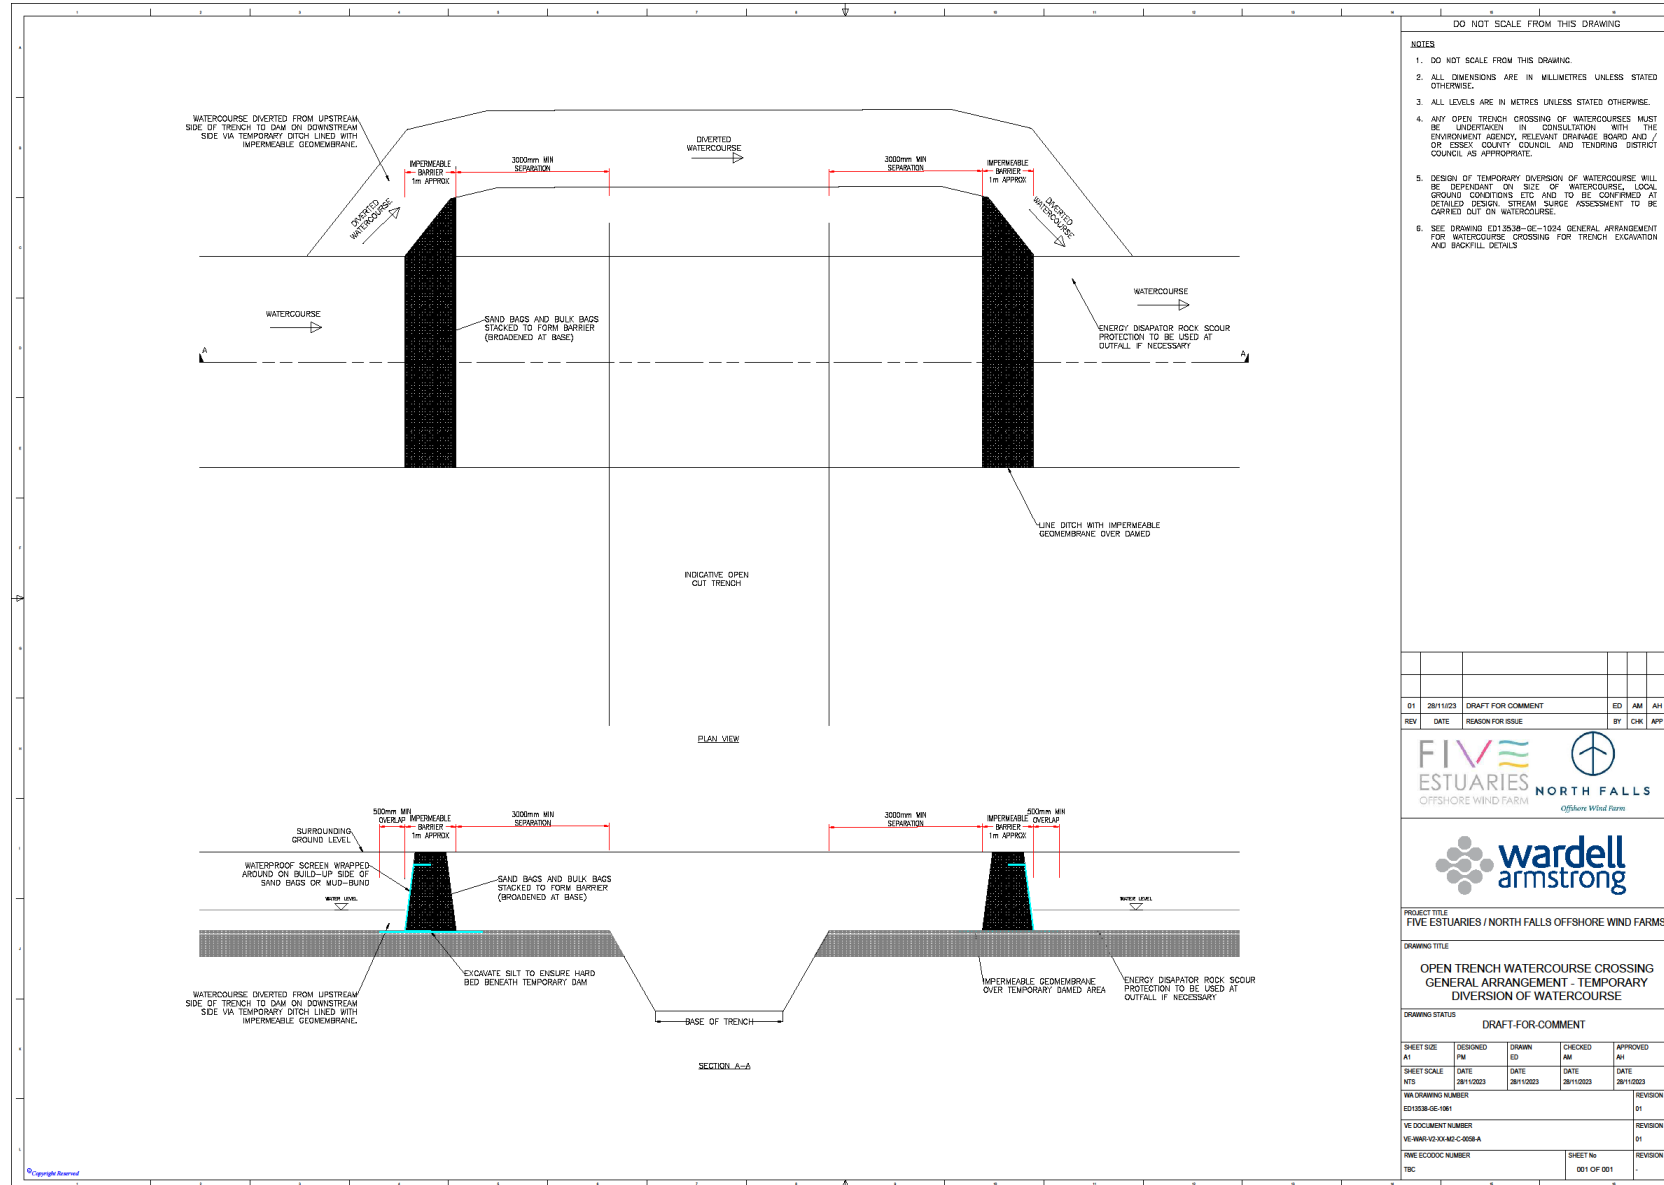 DO NOT SCALE FROM THIS DRAWING
NOTES
1. DO NOT SCALE FROM THIS DRAWING.
2. ALL DIMENSIONS ARE IN MILLIMETRES UNLESS STATED
OTHERWISE.
3. ALL LEVELS ARE IN METRES UNLESS STATED OTHERWISE.
4. ANY OPEN TRENCH CROSSING OF WATERCOURSES MUST
BE UNDERTAKEN IN CONSULTATION WITH THE
ENVIRONMENT AGENCY, RELEVANT DRAINAGE BOARD AND /
OR ESSEX COUNTY COUNCIL AND TENDRING DISTRICT
COUNCIL AS APPROPRIATE.
5. DESIGN OF TEMPORARY DIVERSION OF WATERCOURSE WILL
BE DEPENDANT ON SIZE OF WATERCOURSE, LOCAL
GROUND CONDITIONS ETC AND TO BE CONFIRMED AT
DETAILED DESIGN. STREAM SURGE ASSESSMENT TO BE
CARRIED OUT ON WATERCOURSE.
6. SEE DRAWING ED13538-GE-1024 GENERAL ARRANGEMENT
FOR WATERCOURSE CROSSING FOR TRENCH EXCAVATION
AND BACKFILL DETAILS
WATERCOURSE DIVERTED FROM UPSTREAM
SIDE OF TRENCH TO DAM ON DOWNSTREAM
SIDE VIA TEMPORARY DITCH LINED WITH
IMPERMEABLE GEOMEMBRANE.
IMPERMEABLE
BARRIER
1m APPROX
3000mm MIN
SEPARATION
DIVERTED
WATERCOURSE
3000mm MIN
SEPARATION
IMPERMEABLE
BARRIER
1m APPROX
DIVERTED
WATERCOURSE
DIVERTED
WATERCOURSE
WATERCOURSE
WATERCOURSE
SAND BAGS AND BULK BAGS
STACKED TO FORM BARRIER
(BROADENED AT BASE)
ENERGY DISAPATOR ROCK SCOUR
PROTECTION TO BE USED AT
OUTFALL IF NECESSARY
A
A
LINE DITCH WITH IMPERMEABLE
GEOMEMBRANE OVER DAMED
INDICATIVE OPEN
CUT TRENCH
PLAN VIEW
500mm MIN
OVERLAP
IMPERMEABLE
BARRIER
1m APPROX
3000mm MIN
SEPARATION
3000mm MIN
SEPARATION
IMPERMEABLE
BARRIER
1m APPROX
500mm MIN
OVERLAP
SURROUNDING
GROUND LEVEL
WATERPROOF SCREEN WRAPPED
AROUND ON BUILD-UP SIDE OF
SAND BAGS OR MUD-BUND
WATER LEVEL
SAND BAGS AND BULK BAGS
STACKED TO FORM BARRIER
(BROADENED AT BASE)
WATER LEVEL
EXCAVATE SILT TO ENSURE HARD
BED BENEATH TEMPORARY DAM
WATERCOURSE DIVERTED FROM UPSTREAM
SIDE OF TRENCH TO DAM ON DOWNSTREAM
SIDE VIA TEMPORARY DITCH LINED WITH
IMPERMEABLE GEOMEMBRANE.
BASE OF TRENCH
IMPERMEABLE GEOMEMBRANE
OVER TEMPORARY DAMED AREA
ENERGY DISAPATOR ROCK SCOUR
PROTECTION TO BE USED AT
OUTFALL IF NECESSARY
SECTION A-A
01 28/11//23 DRAFT FOR COMMENT ED AM AH
REV DATE REASON FOR ISSUE BY CHK APP
FIVE
ESTUARIES
OFFSHORE WIND FARM
NORTH FALLS
Offshore Wind Farm
wardell
armstrong
PROJECT TITLE
FIVE ESTUARIES / NORTH FALLS OFFSHORE WIND FARMS
DRAWING TITLE
OPEN TRENCH WATERCOURSE CROSSING
GENERAL ARRANGEMENT - TEMPORARY
DIVERSION OF WATERCOURSE
DRAWING STATUS
DRAFT-FOR-COMMENT
SHEET SIZE DESIGNED DRAWN CHECKED APPROVED
A1 PM ED AM AH
SHEET SCALE DATE DATE DATE DATE
NTS 28/11/2023 28/11/2023 28/11/2023 28/11/2023
WA DRAWING NUMBER REVISION
ED13538-GE-1061 01
VE DOCUMENT NUMBER REVISION
VE-WAR-V2-XX-M2-C-0058-A 01
RWE ECODOC NUMBER SHEET No REVISION
TBC 001 OF 001 -
© Copyright Reserved